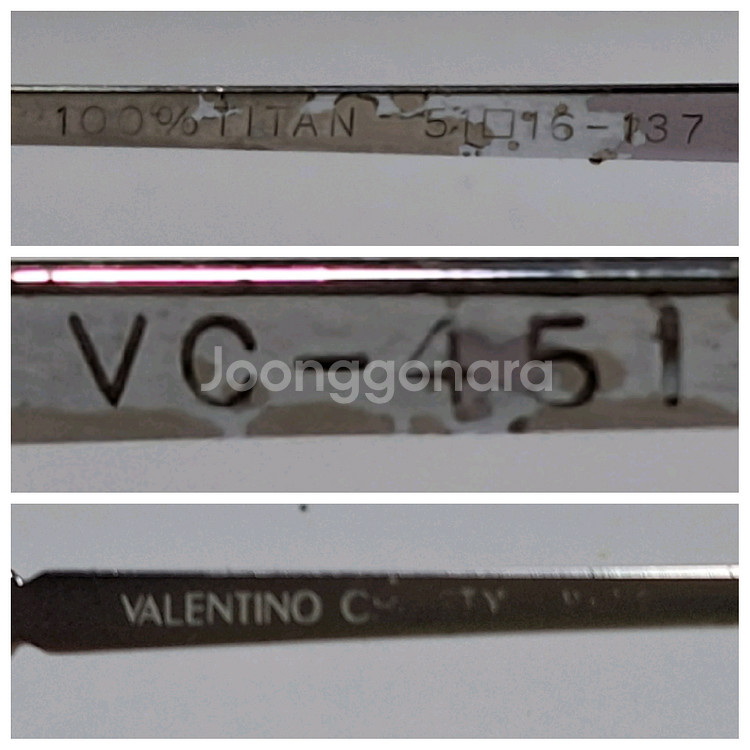 100% TITAN 51□16-137
VC-451
Joonggonara
VALENTINO